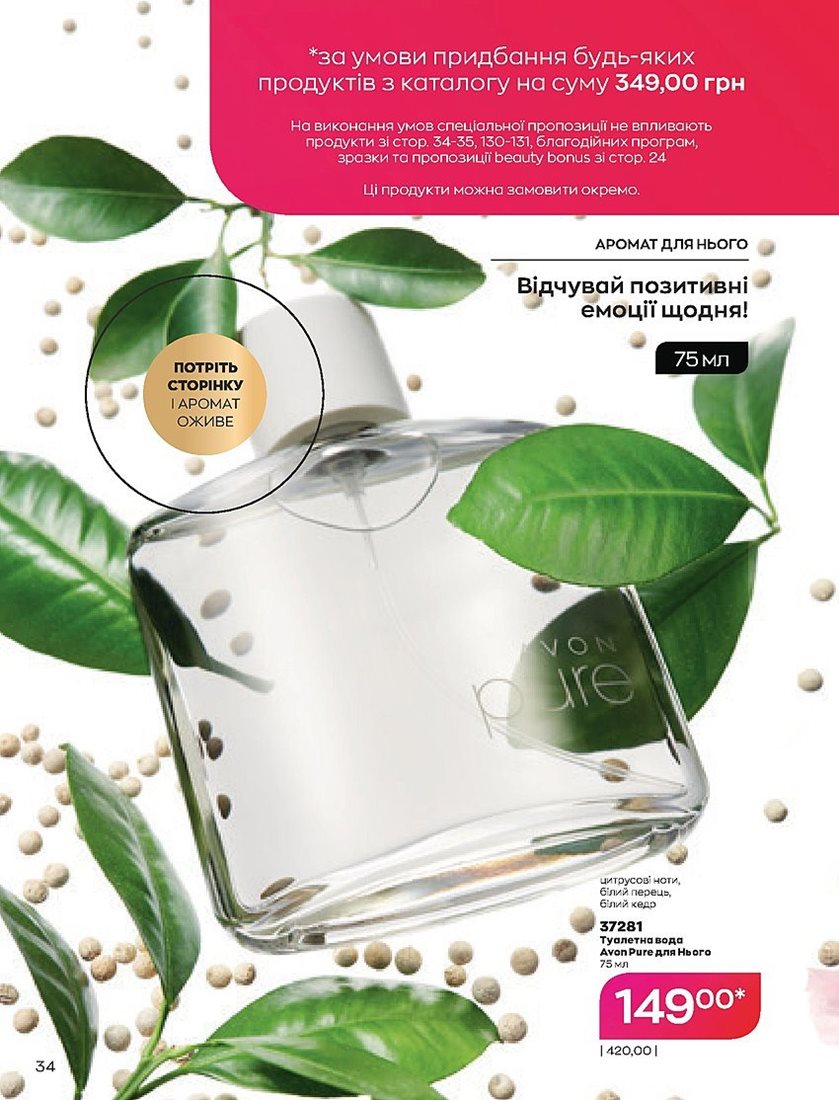 *за умови придбання будь-яких
продуктів з каталогу на суму 349,00 грн
На виконання умов спеціальної пропозиції не впливають
продукти зі стор. 34-35, 130-131, благодійних програм,
зразки та пропозиції beauty bonus зі стор. 24
Ці продукти можна замовити окремо.
АРОМАТ ДЛЯ НЬОГО
Відчувай позитивні
емоції щодня!
75 мл
ПОТРІТЬ
СТОРІНКУ
І АРОМАТ
ОЖИВЕ
AVON
pure
цитрусові ноти,
білий перець,
білий кедр
37281
Туалетна вода
Avon Pure для Нього
75 мл
14900*
| 420,00 |
34